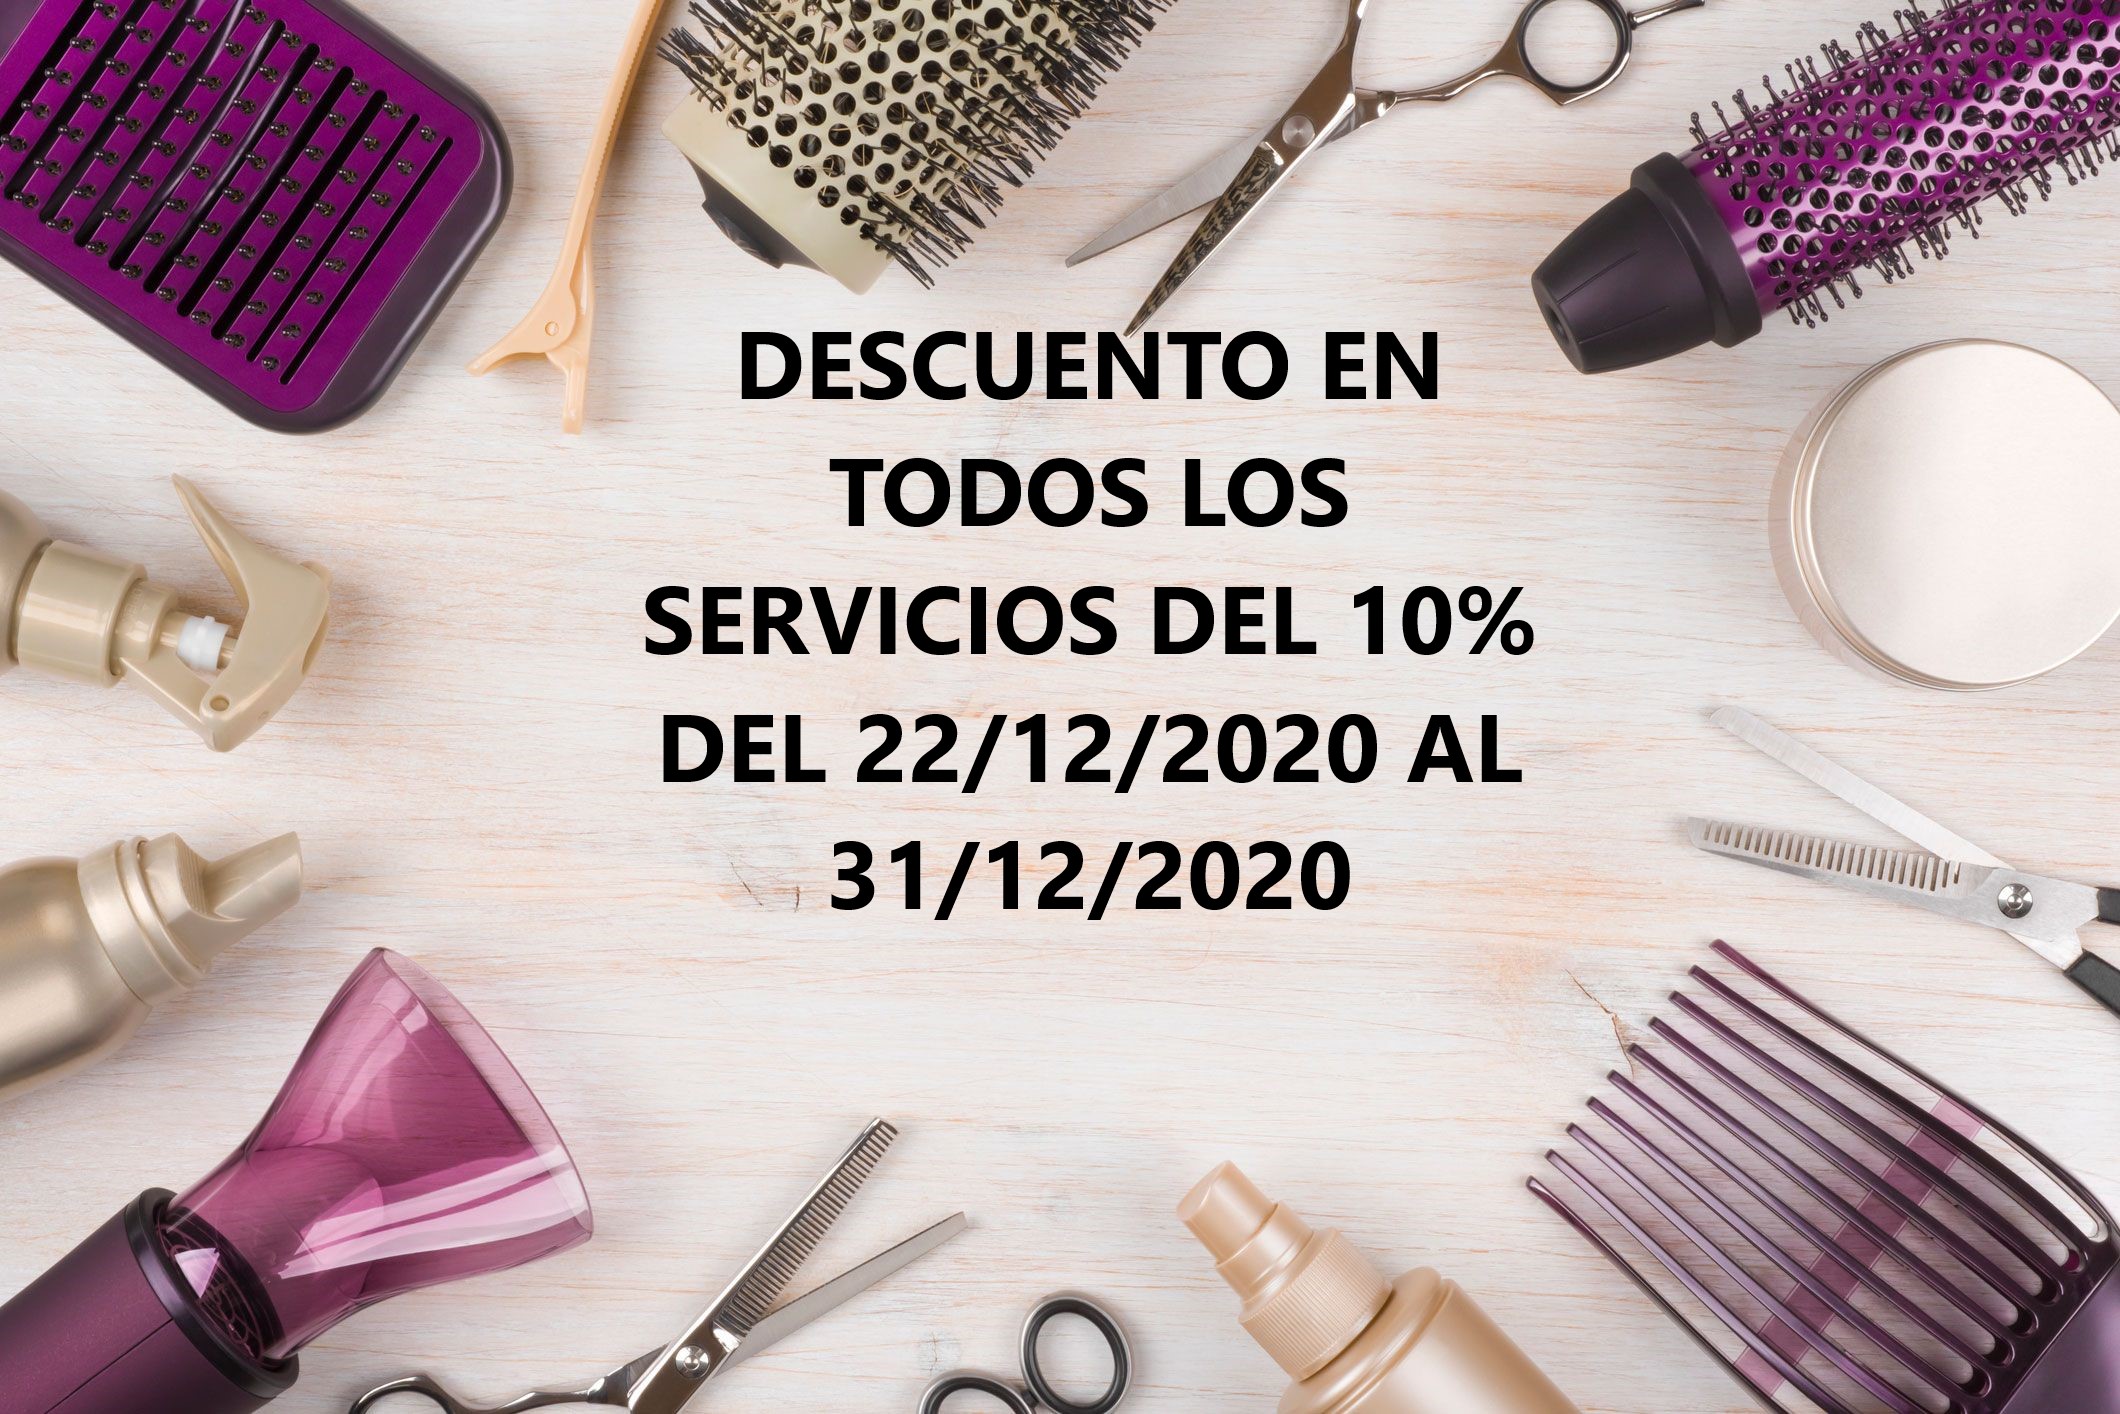 DESCUENTO EN
TODOS LOS
SERVICIOS DEL 10%
DEL 22/12/2020 AL
31/12/2020